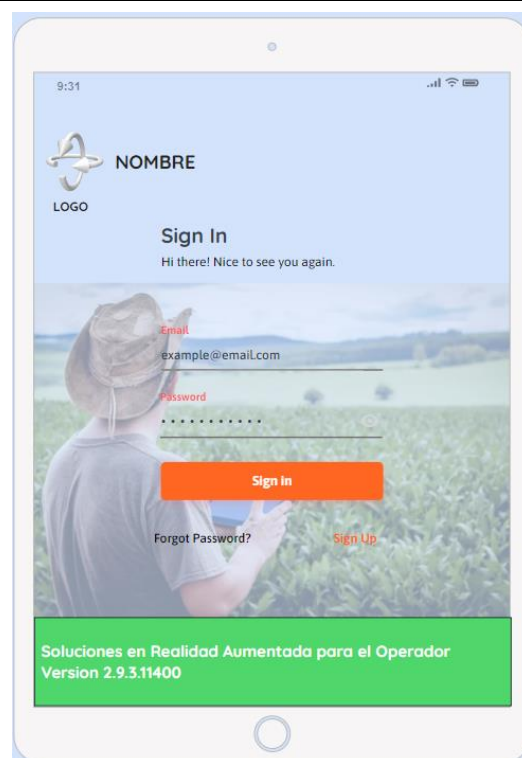 9:31
NOMBRE
LOGO
Sign In
Hi there! Nice to see you again.
Email
example@email.com
Password
Sign in
Forgot Password?
Sign Up
Soluciones en Realidad Aumentada para el Operador
Version 2.9.3.11400